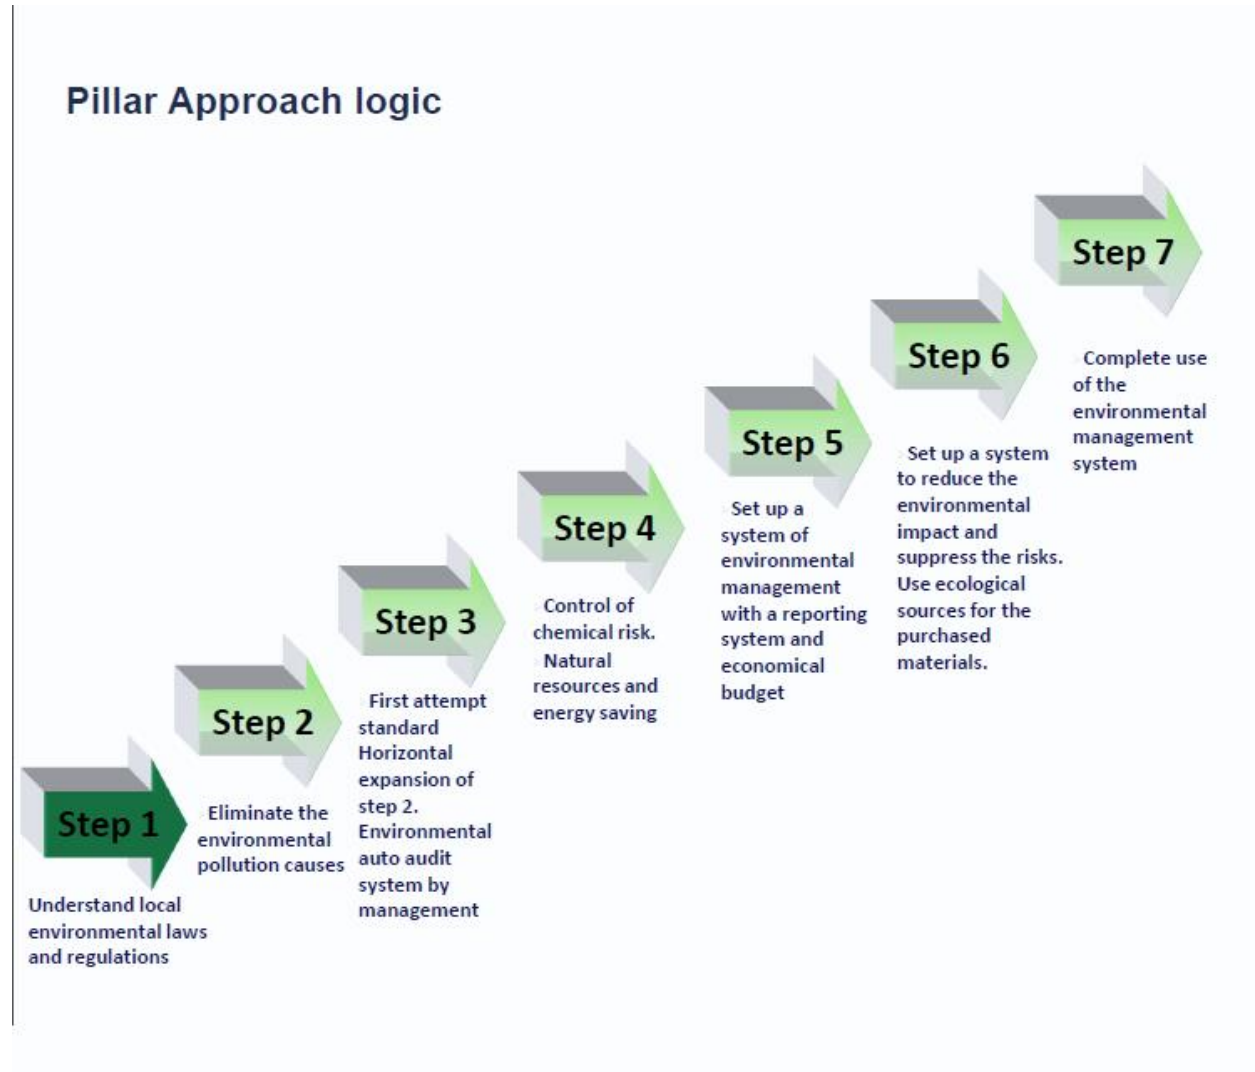 Pillar Approach logic
Step 1
Understand local
environmental laws
and regulations
Step 2
Eliminate the
environmental
pollution causes
Step 3
First attempt
standard
Horizontal
expansion of
step 2.
Environmental
auto audit
system by
management
Step 4
Control of
chemical risk.
Natural
resources and
energy saving
Step 5
Set up a
system of
environmental
management
with a reporting
system and
economical
budget
Step 6
Set up a system
to reduce the
environmental
impact and
suppress the risks.
Use ecological
sources for the
purchased
materials.
Step 7
Complete use
of the
environmental
management
system